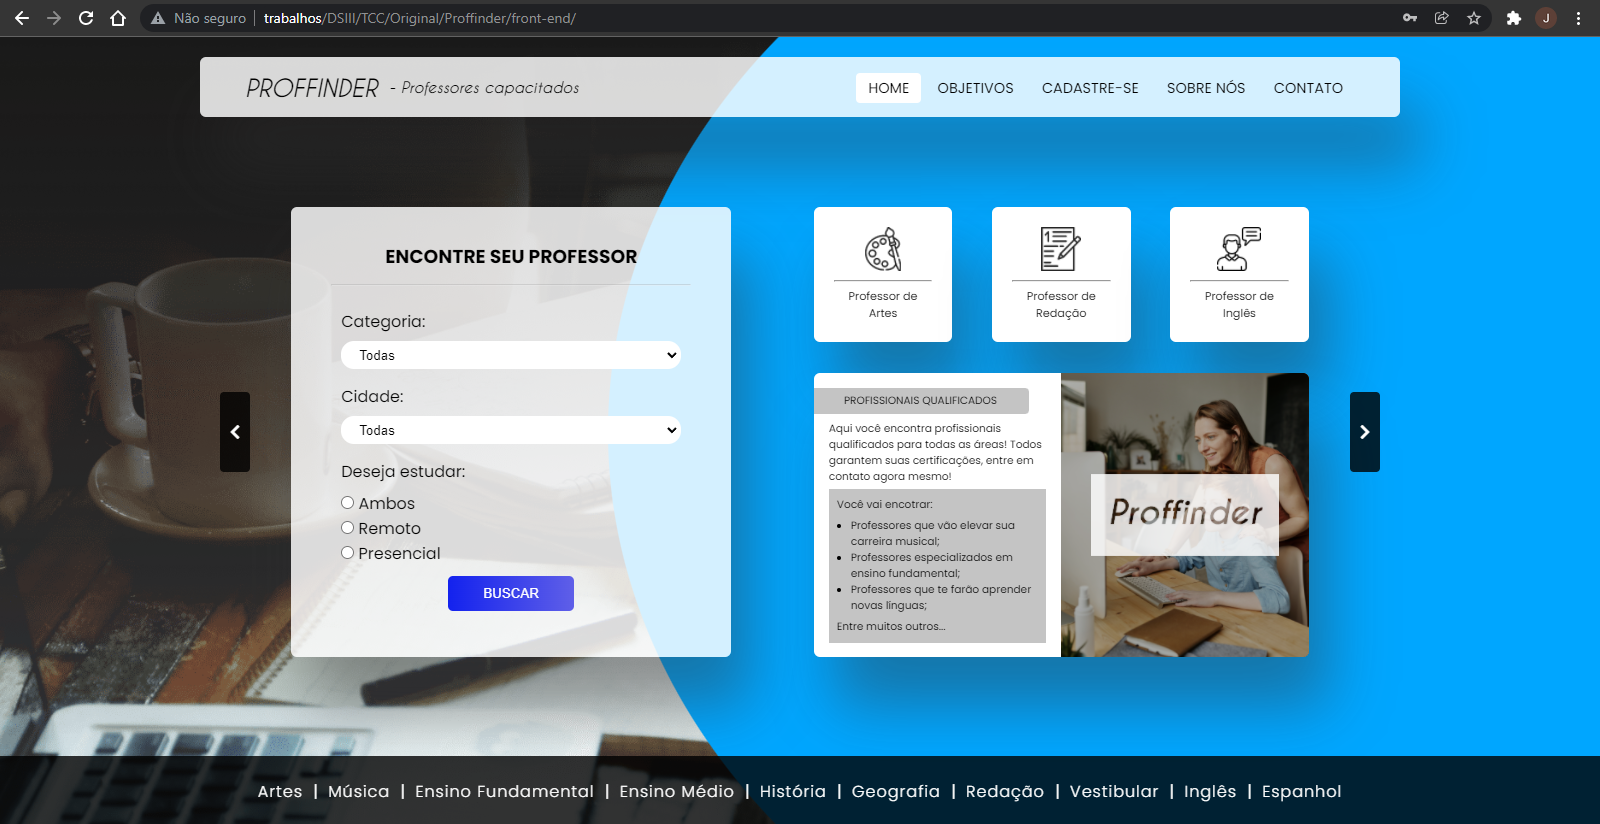 Não seguro
trabalhos/DSIII/TCC/Original/Proffinder/front-end/
J
PROFFINDER - Professores capacitados
HOME
OBJETIVOS
CADASTRE-SE
SOBRE NÓS
CONTATO
ENCONTRE SEU PROFESSOR
Categoria:
Todas
Cidade:
Todas
Deseja estudar:
Ambos
Remoto
Presencial
BUSCAR
Professor de
Artes
Professor de
Redação
Professor de
Inglês
PROFISSIONAIS QUALIFICADOS
Aqui você encontra profissionais
qualificados para todas as áreas! Todos
garantem suas certificações, entre em
contato agora mesmo!
Você vai encotrar:
Professores que vão elevar sua
carreira musical;
Professores especializados em
ensino fundamental;
Professores que te farão aprender
novas línguas;
Entre muitos outros...
Proffinder
Artes | Música | Ensino Fundamental | Ensino Médio | História | Geografia | Redação | Vestibular | Inglês | Espanhol